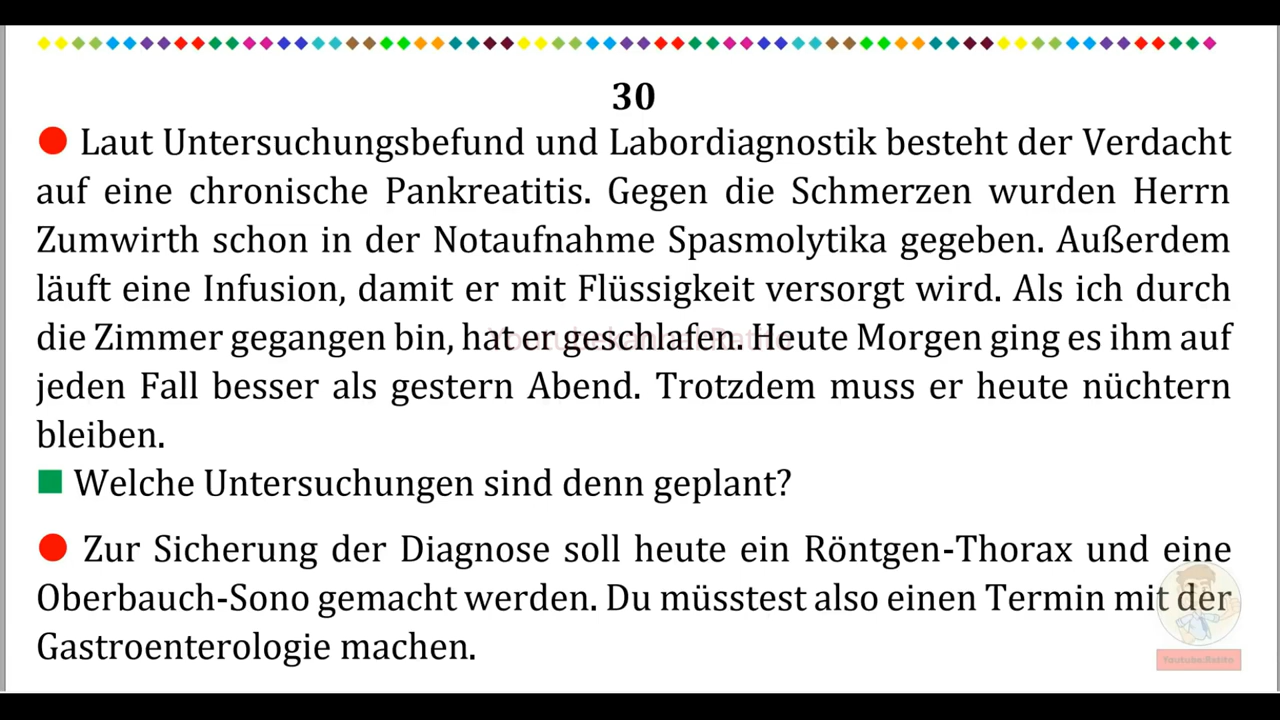 30
Laut Untersuchungsbefund und Labordiagnostik besteht der Verdacht
auf eine chronische Pankreatitis. Gegen die Schmerzen wurden Herrn
Zumwirth schon in der Notaufnahme Spasmolytika gegeben. Außerdem
läuft eine Infusion, damit er mit Flüssigkeit versorgt wird. Als ich durch
die Zimmer gegangen bin, hat er geschlafen. Heute Morgen ging es ihm auf
jeden Fall besser als gestern Abend. Trotzdem muss er heute nüchtern
bleiben.
Welche Untersuchungen sind denn geplant?
Zur Sicherung der Diagnose soll heute ein Röntgen-Thorax und eine
Oberbauch-Sono gemacht werden. Du müsstest also einen Termin mit der
Gastroenterologie machen.
Youtube.Ratito